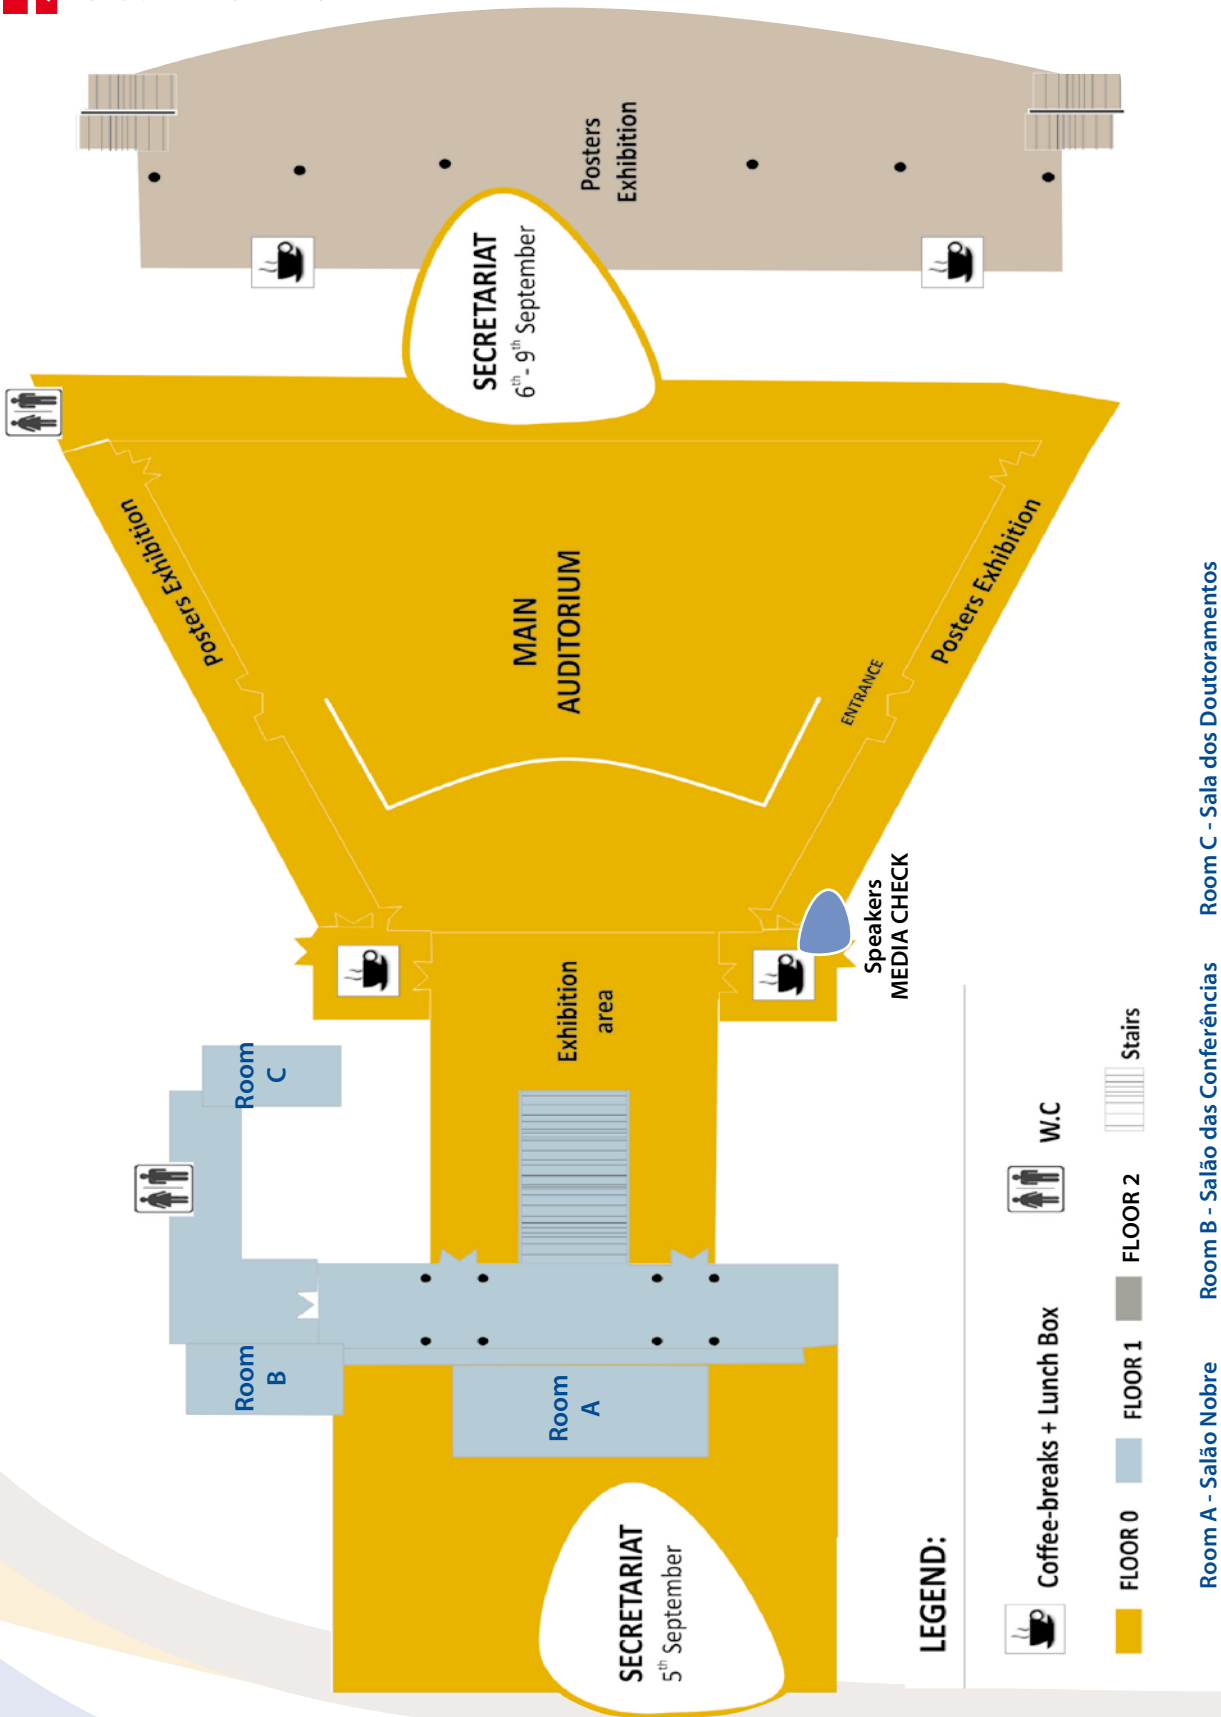 Posters
Exhibition
SECRETARIAT
6th - 9th September
Posters Exhibition
MAIN
AUDITORIUM
ENTRANCE
Posters Exhibition
Speakers
MEDIA CHECK
Exhibition
area
Room
C
Room
B
Room
A
SECRETARIAT
5th September
LEGEND:
Coffee-breaks + Lunch Box
W.C
FLOOR 0
FLOOR 1
FLOOR 2
Stairs
Room A - Salão Nobre
Room B - Salão das Conferências
Room C - Sala dos Doutoramentos